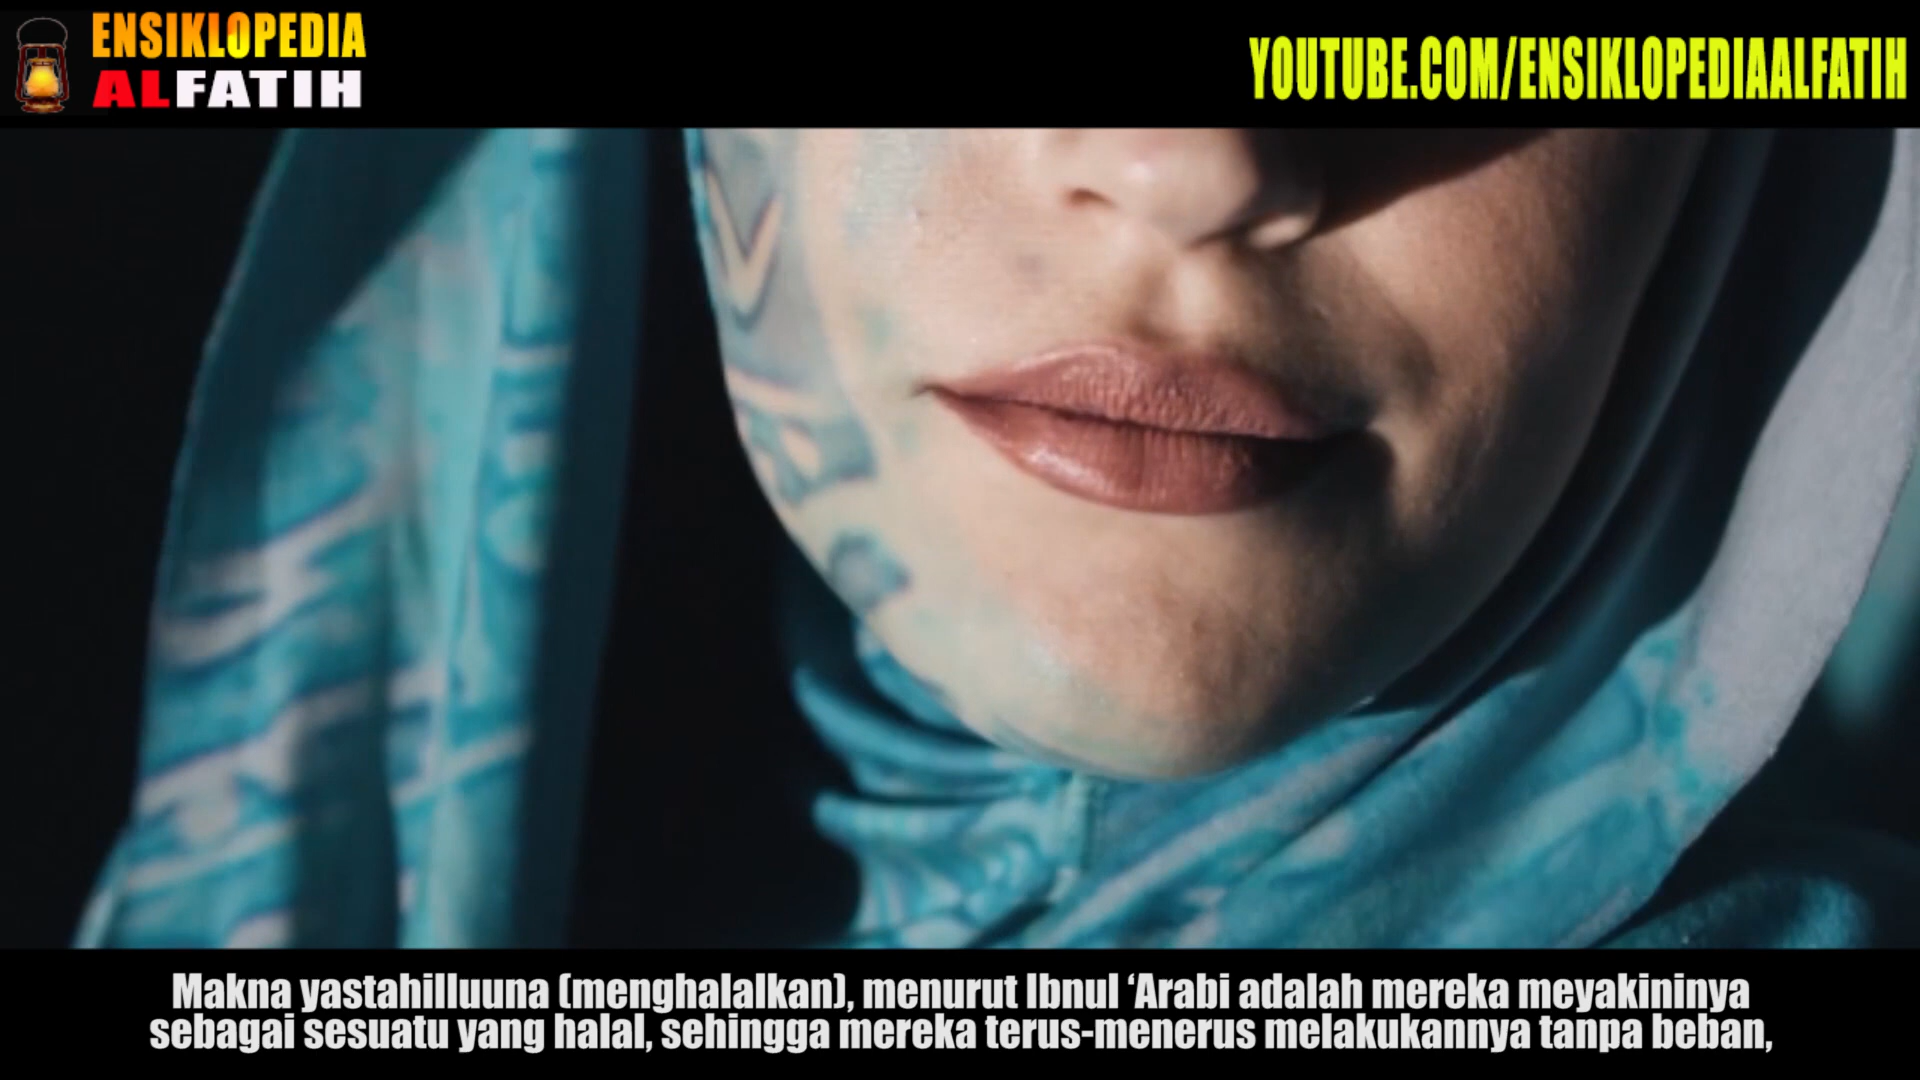 ENSIKLOPEDIA
ALFATIH
YOUTUBE.COM/ENSIKLOPEDIAALFATIH
Makna yastahilluuna (menghalalkan), menurut Ibnul ‘Arabi adalah mereka meyakininya
sebagai sesuatu yang halal, sehingga mereka terus-menerus melakukannya tanpa beban,